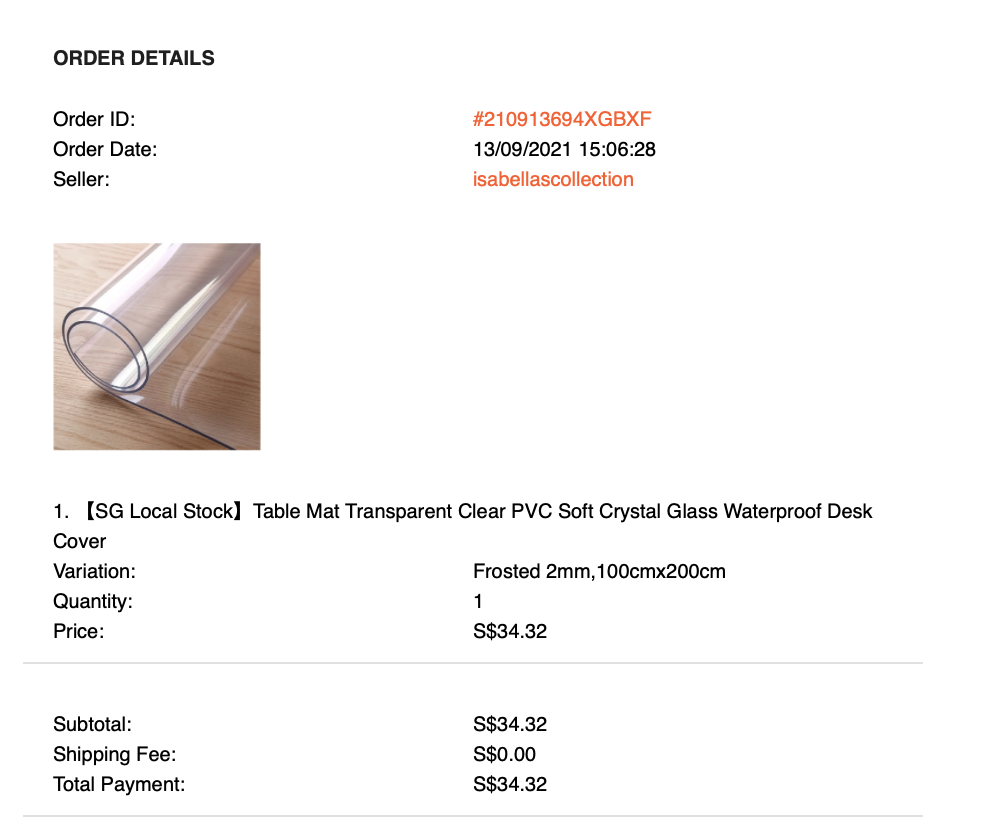 ORDER DETAILS
Order ID: #210913694XGBXF
Order Date: 13/09/2021 15:06:28
Seller: isabellascollection
1. 【SG Local Stock】Table Mat Transparent Clear PVC Soft Crystal Glass Waterproof Desk
Cover
Variation: Frosted 2mm,100cmx200cm
Quantity: 1
Price: S$34.32
Subtotal: S$34.32
Shipping Fee: S$0.00
Total Payment: S$34.32